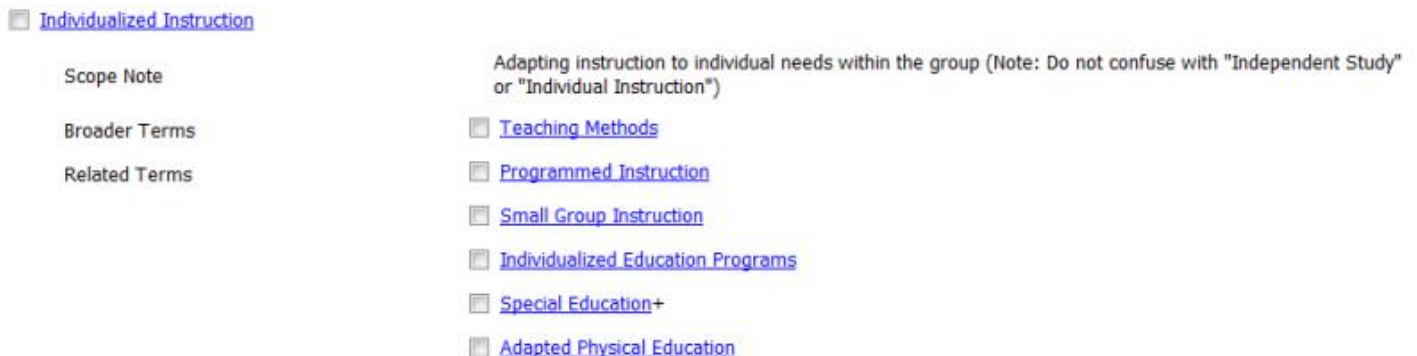 Individualized Instruction
Scope Note
Adapting instruction to individual needs within the group (Note: Do not confuse with "Independent Study"
or "Individual Instruction")
Broader Terms
Teaching Methods
Related Terms
Programmed Instruction
Small Group Instruction
Individualized Education Programs
Special Education+
Adapted Physical Education